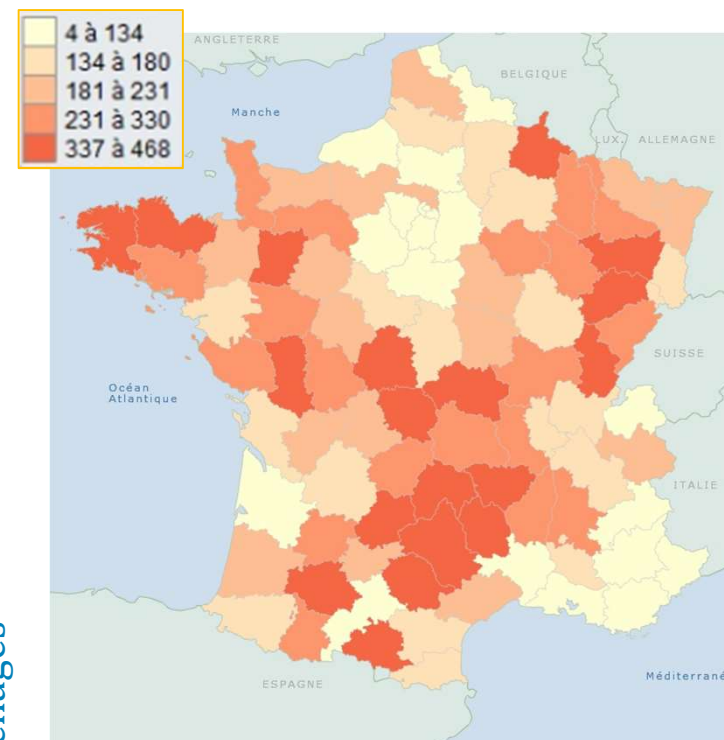 4 à 134
134 à 180
181 à 231
231 à 330
337 à 468
ANGLETERRE
BELGIQUE
Manche
LUX.
ALLEMAGNE
SUISSE
Océan
Atlantique
ITALIE
ESPAGNE